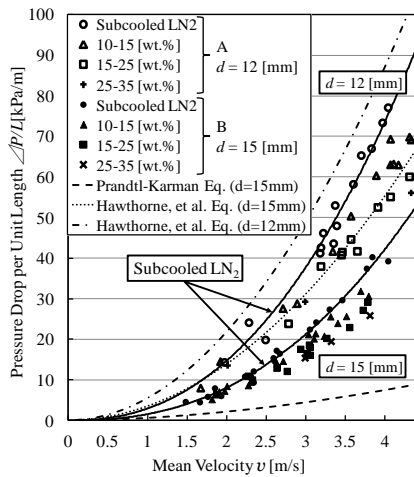 Pressure Drop per Unit Length ⊿P/L[kPa/m]
100
90
80
70
60
50
40
30
20
10
0
Subcooled LN2
10-15 [wt.%]
15-25 [wt.%]
25-35 [wt.%]
A
d = 12 [mm]
Subcooled LN2
10-15 [wt.%]
15-25 [wt.%]
25-35 [wt.%]
B
d = 15 [mm]
Prandtl-Karman Eq. (d=15mm)
Hawthorne, et al. Eq. (d=15mm)
Hawthorne, et al. Eq. (d=12mm)
d = 12 [mm]
Subcooled LN₂
d = 15 [mm]
0 0.5 1 1.5 2 2.5 3 3.5 4
Mean Velocity υ [m/s]